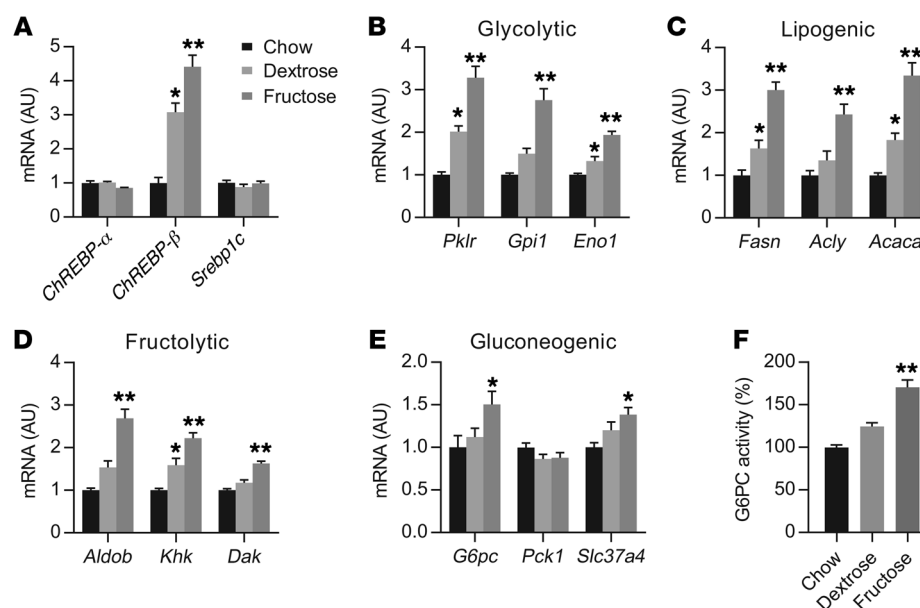 A
mRNA (AU)
5
4
3
2
1
0
**
*
Chow
Dextrose
Fructose
ChREBP-α
ChREBP-β
Srebp1c
B
Glycolytic
mRNA (AU)
4
3
2
1
0
*
**
**
*
**
Pklr
Gpi1
Eno1
C
Lipogenic
mRNA (AU)
4
3
2
1
0
*
**
**
*
**
Fasn
Acly
Acaca
D
Fructolytic
mRNA (AU)
4
3
2
1
0
**
*
**
**
Aldob
Khk
Dak
E
Gluconeogenic
mRNA (AU)
2.0
1.5
1.0
0.5
0.0
*
*
G6pc
Pck1
Slc37a4
F
G6PC activity (%)
200
150
100
50
0
**
Chow
Dextrose
Fructose